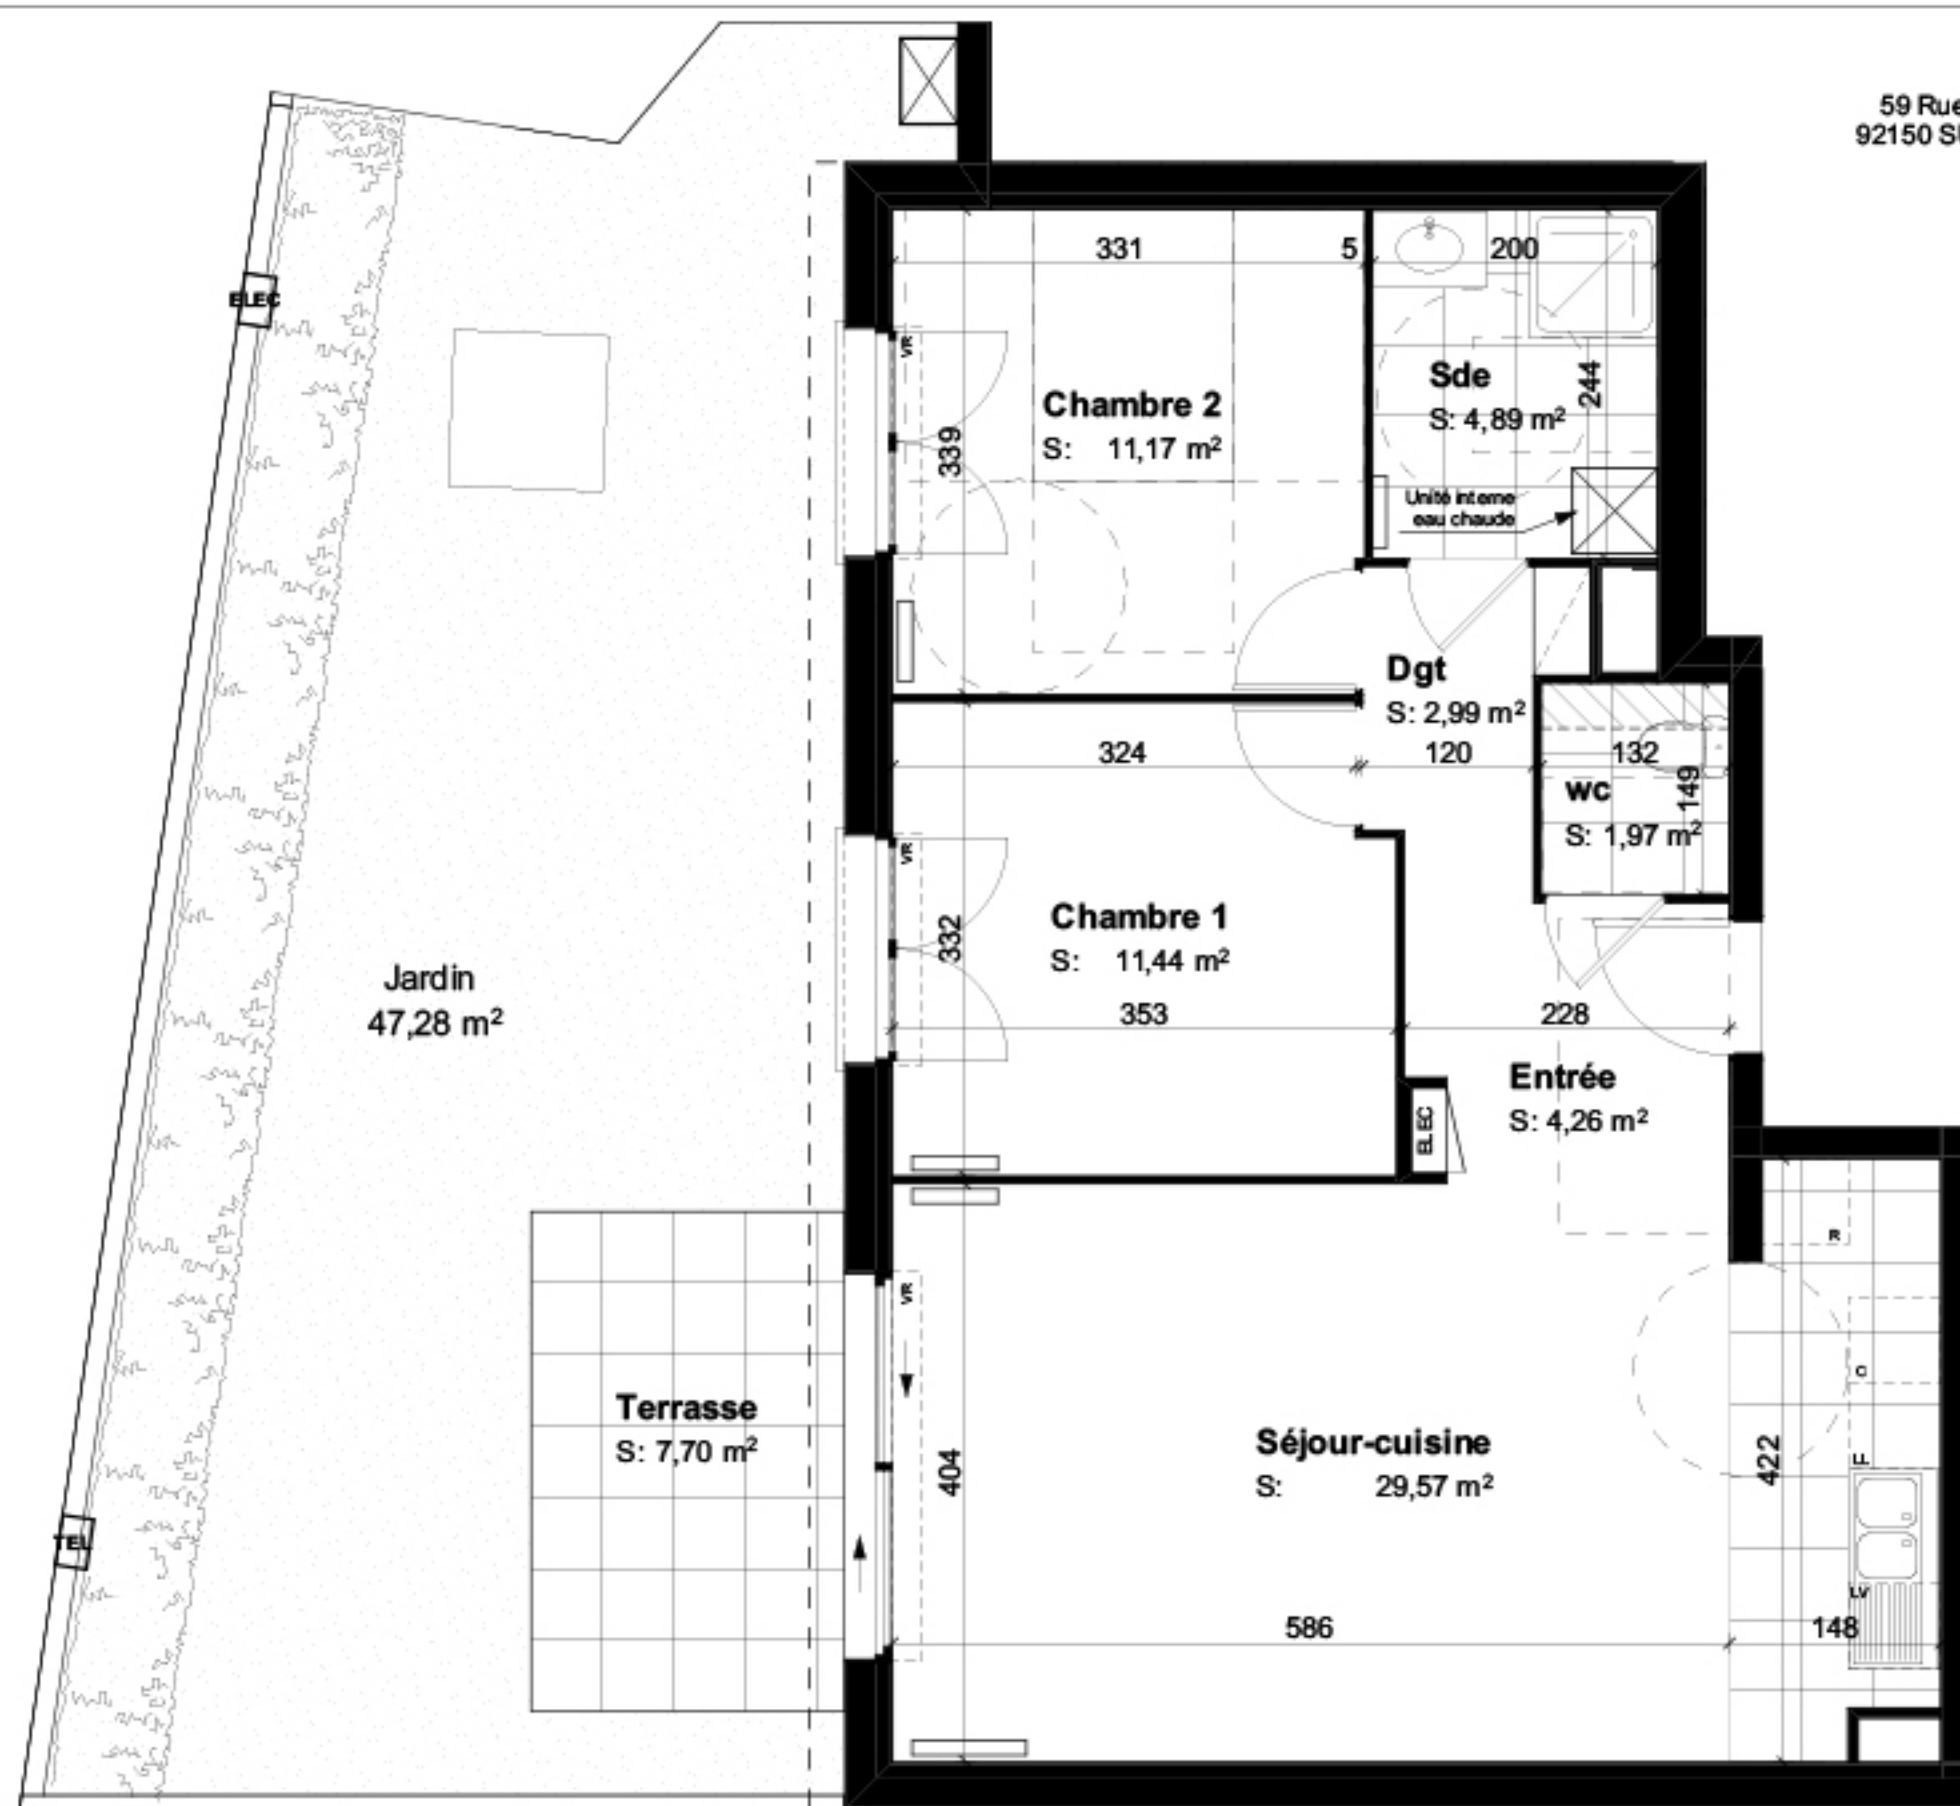 59 Rue
92150 S
ELEC
331
5
200
VR
Chambre 2
S: 11,17 m²
339
Sde
S: 4,89 m²
244
Unité interne
eau chaude
Dgt
S: 2,99 m²
324
120
132
WC
S: 1,97 m²
149
VR
Chambre 1
S: 11,44 m²
332
353
228
Jardin
47,28 m²
Entrée
S: 4,26 m²
ELEC
R
VR
Terrasse
S: 7,70 m²
Séjour-cuisine
S: 29,57 m²
404
422
LL
LV
TEL
586
148